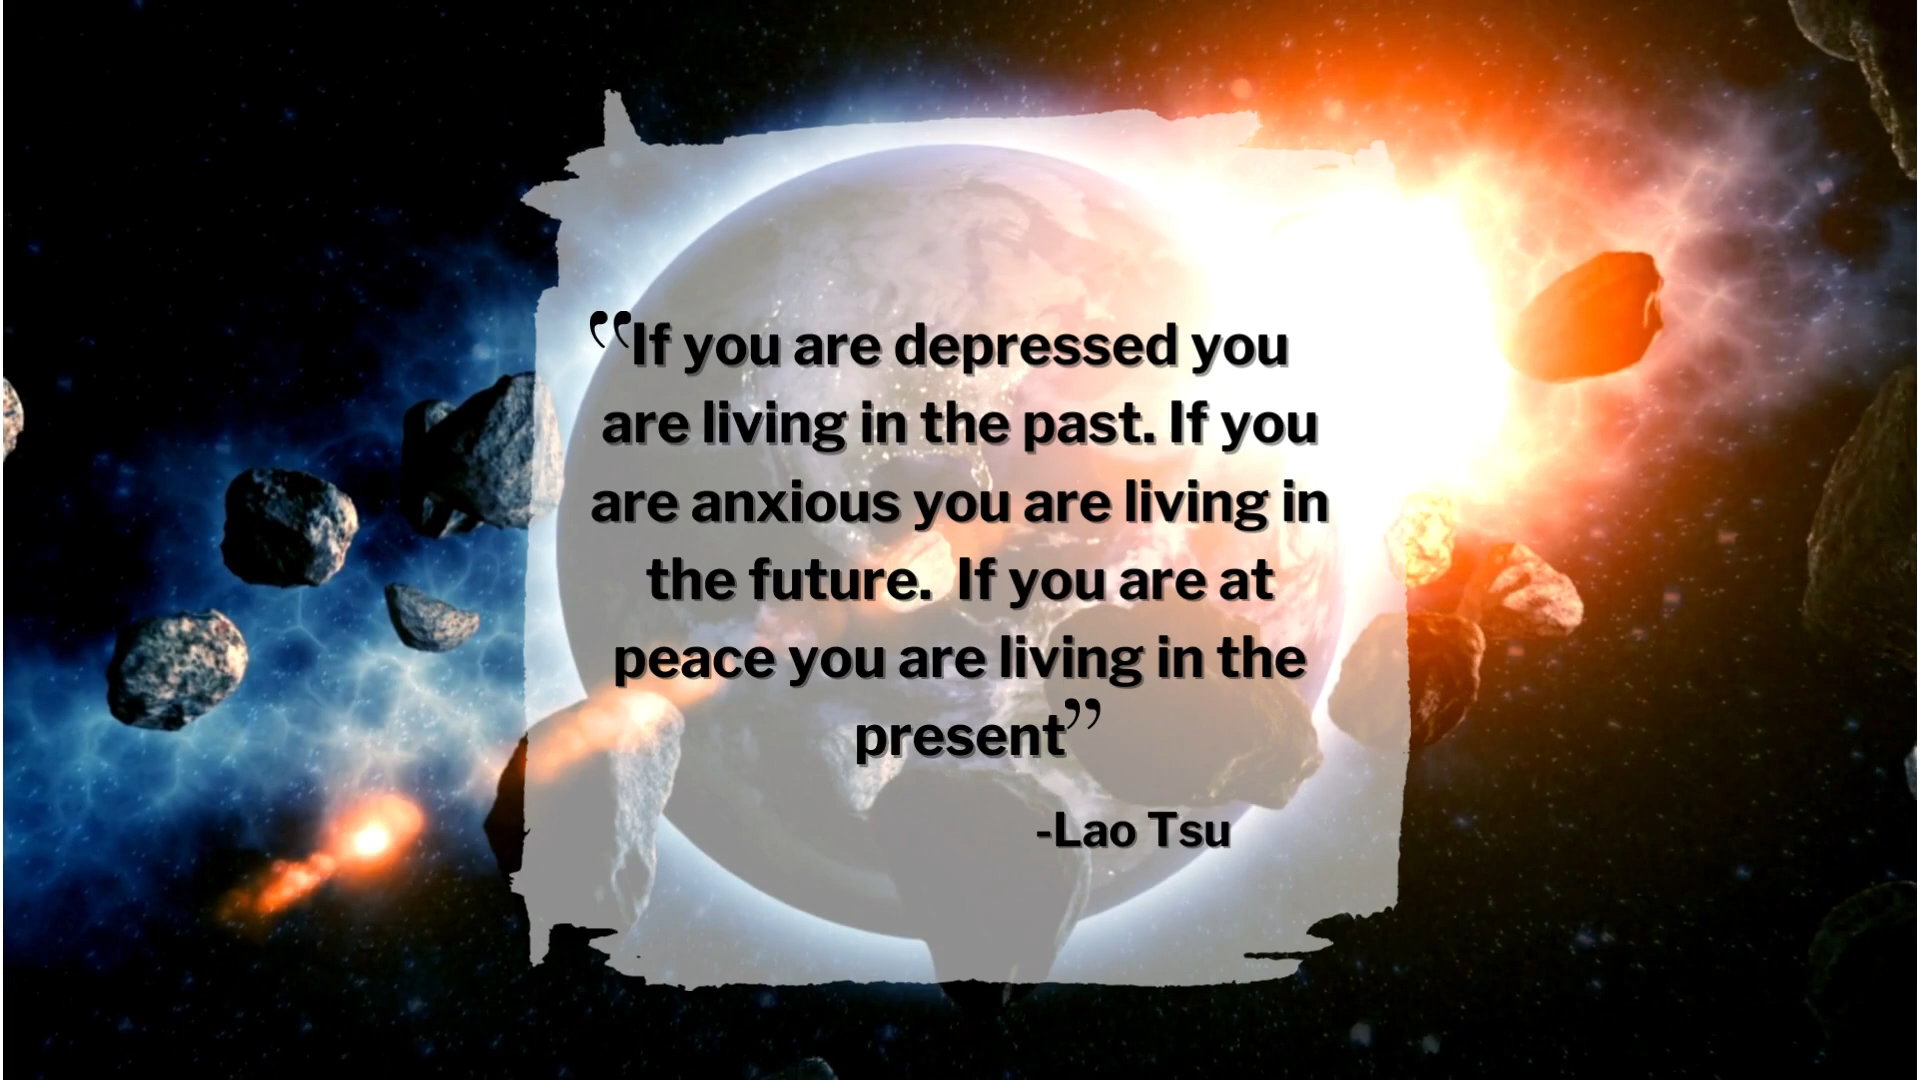 “If you are depressed you
are living in the past. If you
are anxious you are living in
the future.  If you are at
peace you are living in the
present”
-Lao Tsu